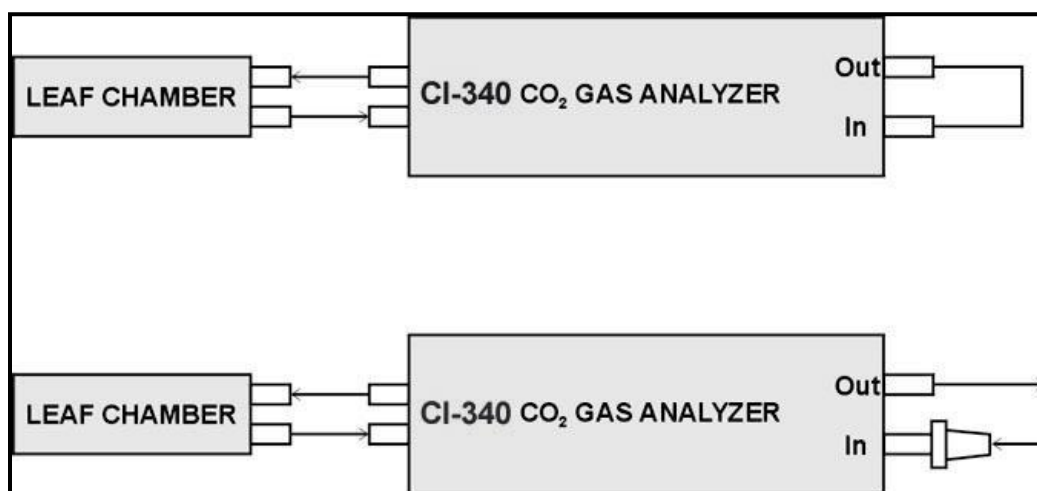 LEAF CHAMBER
CI-340 CO₂ GAS ANALYZER
Out
In
LEAF CHAMBER
CI-340 CO₂ GAS ANALYZER
Out
In